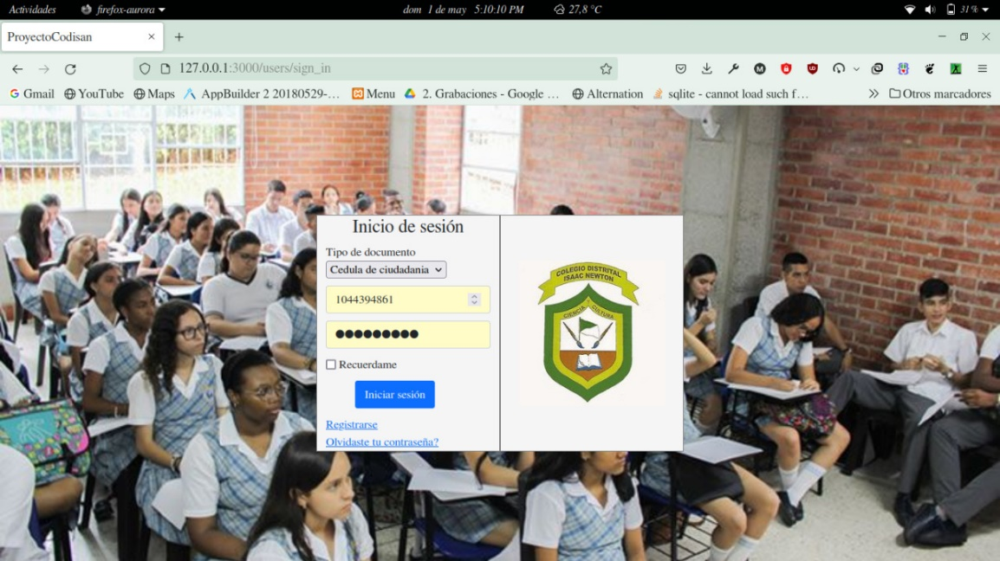 Actividades firefox-aurora dom 1 de may 5:10:10 PM 27,8 °C 31 %
ProyectoCodisan
127.0.0.1:3000/users/sign_in
Gmail YouTube Maps AppBuilder 2 20180529-… Menu 2. Grabaciones - Google … Alternation sqlite - cannot load such f… Otros marcadores
Inicio de sesión
Tipo de documento
Cedula de ciudadania
1044394861
Recuerdame
Iniciar sesión
Registrarse
Olvidaste tu contraseña?
COLEGIO DISTRITAL
ISAAC NEWTON
CIENCIA CULTURA